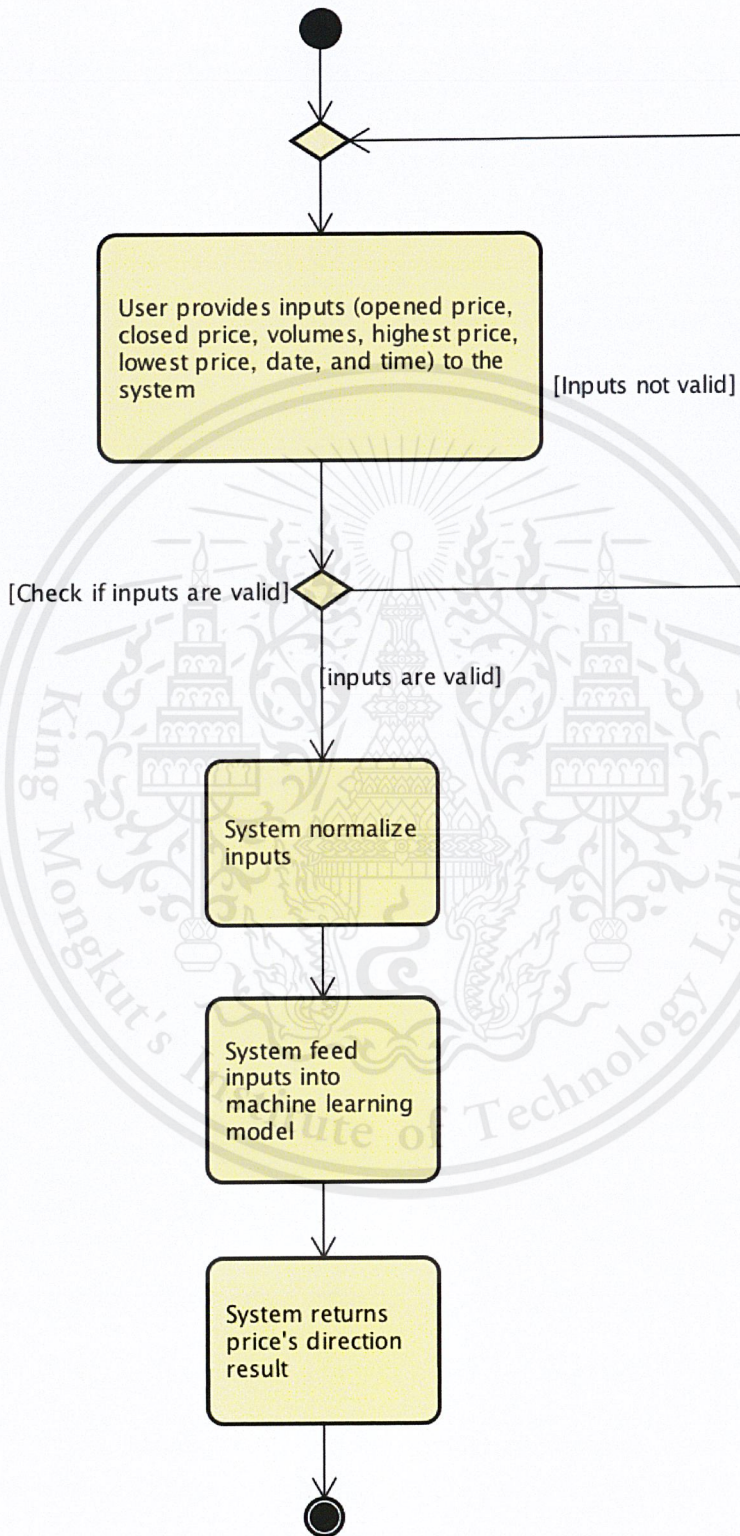 User provides inputs (opened price,
closed price, volumes, highest price,
lowest price, date, and time) to the
system
[Inputs not valid]
[Check if inputs are valid]
[inputs are valid]
System normalize
inputs
System feed
inputs into
machine learning
model
System returns
price's direction
result
King Mongkut's Institute of Technology